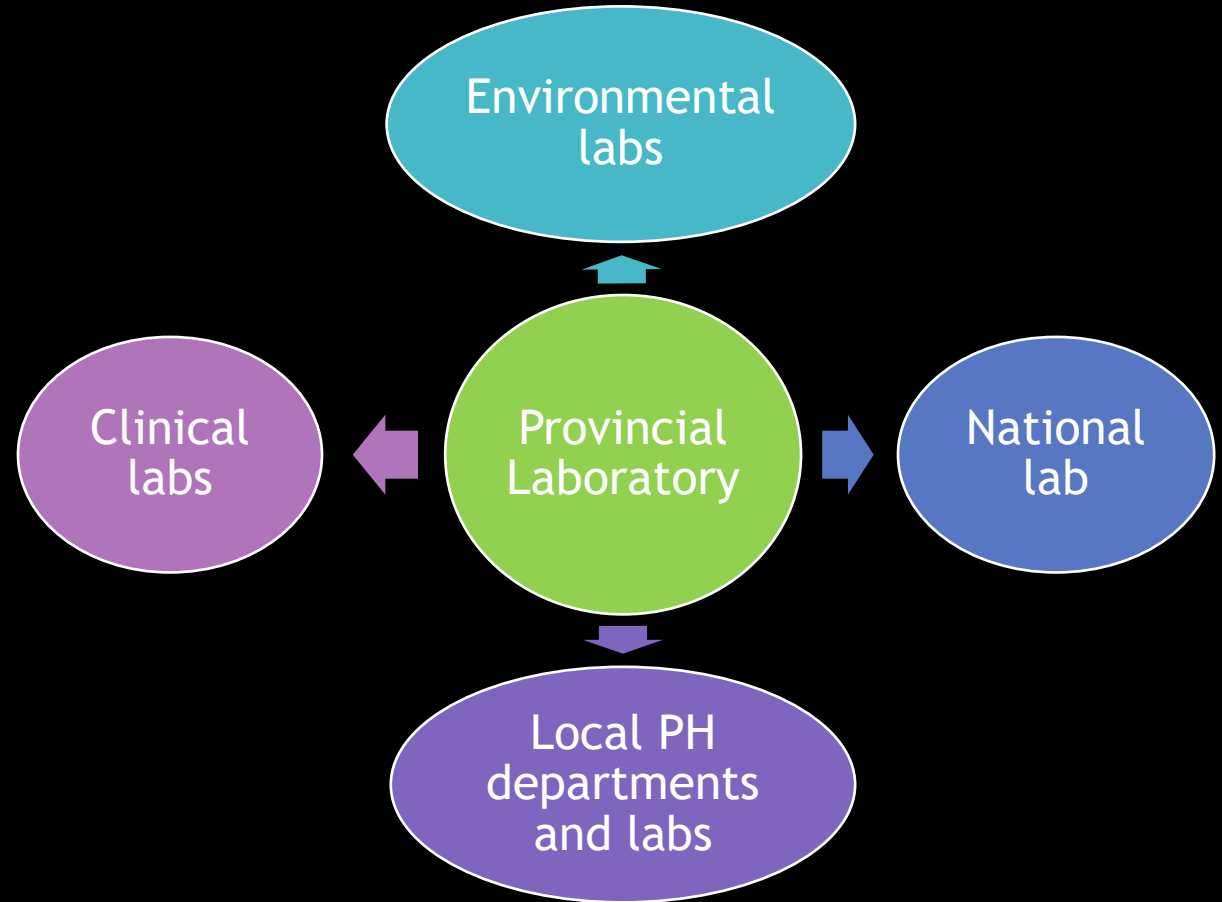 Environmental
labs
Clinical
labs
Provincial
Laboratory
National
lab
Local PH
departments
and labs